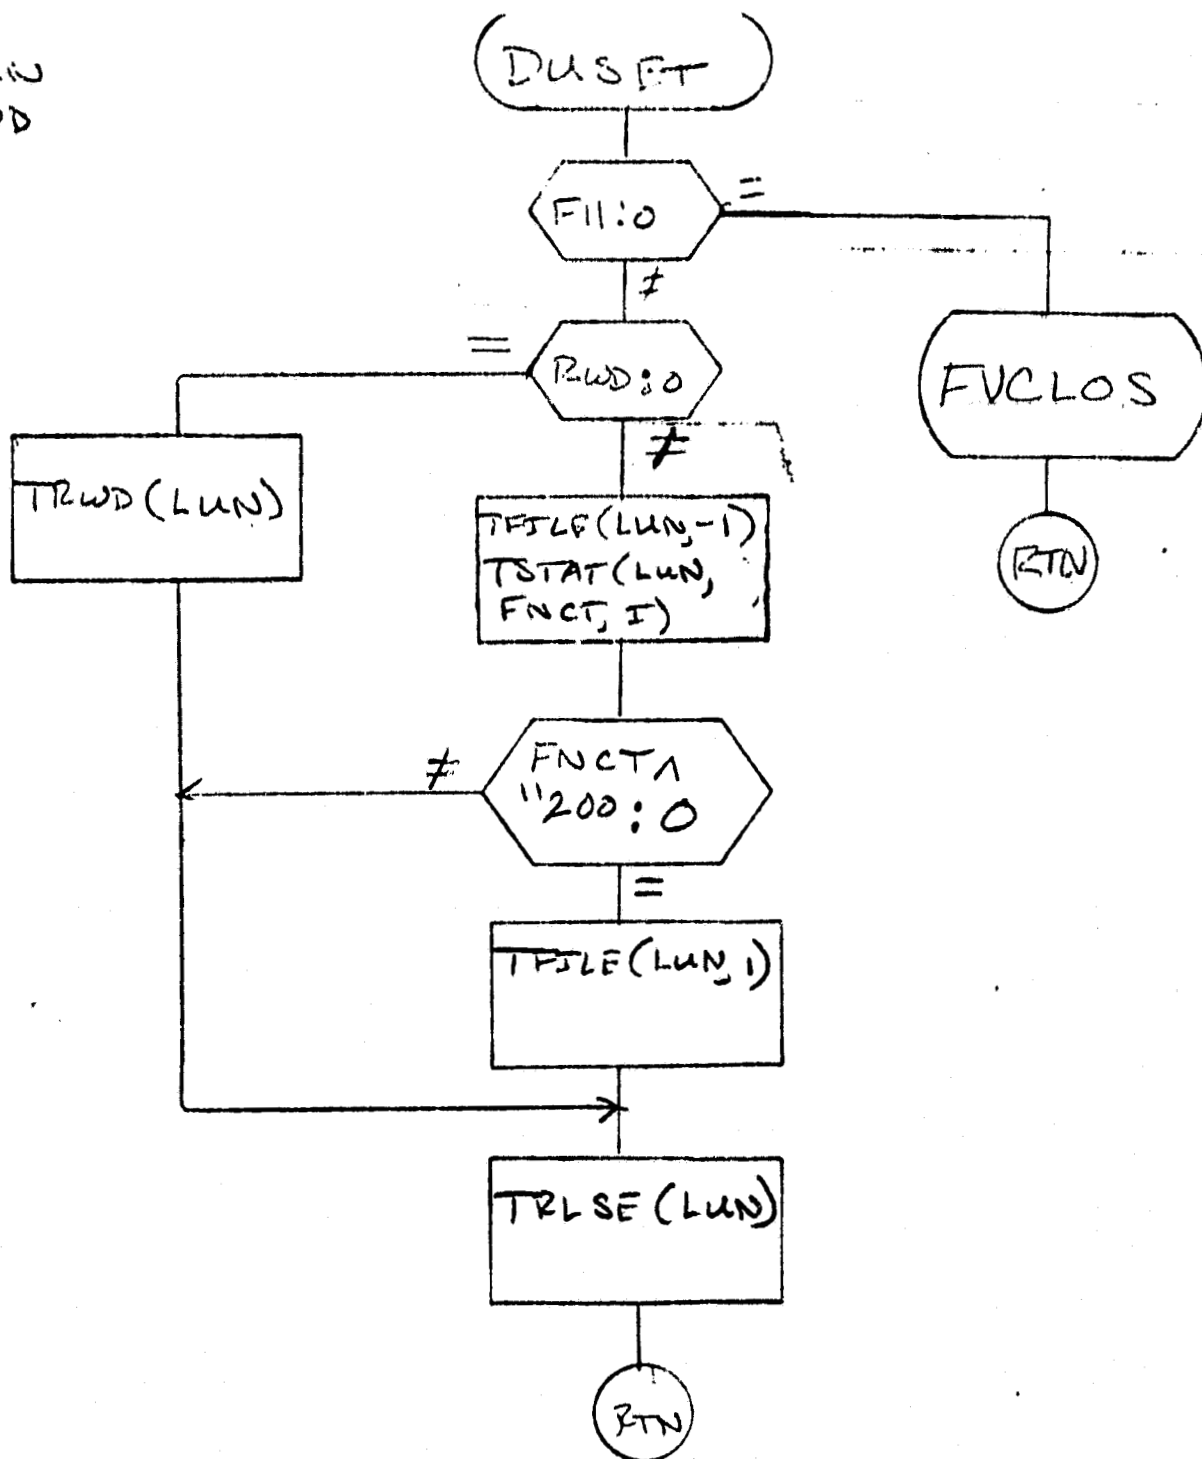 DUSET
F11:0
=
≠
RWD:0
=
≠
FVCLOS
RTN
TRWD(LUN)
TFILE(LUN,-1)
TSTAT(LUN,
FNCT, I)
FNCT∧
"200:0
≠
=
TFILE(LUN,1)
TRLSE(LUN)
RTN